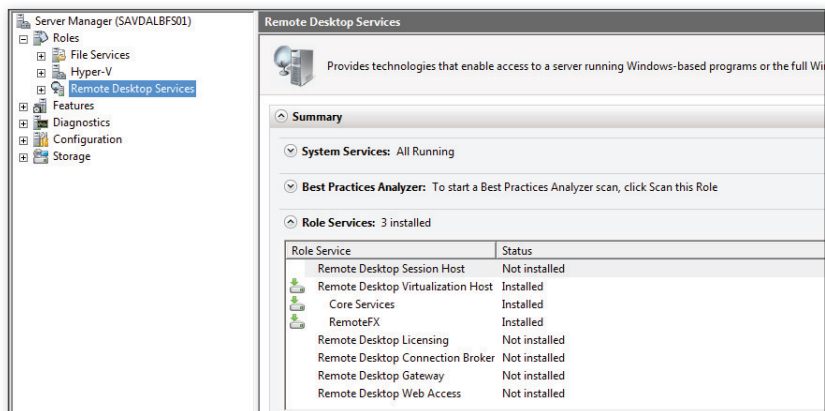 Server Manager (SAVDALBFS01)
Roles
File Services
Hyper-V
Remote Desktop Services
Features
Diagnostics
Configuration
Storage
Remote Desktop Services
Provides technologies that enable access to a server running Windows-based programs or the full
Summary
System Services: All Running
Best Practices Analyzer: To start a Best Practices Analyzer scan, click Scan this Role
Role Services: 3 installed
Role Service Status
Remote Desktop Session Host Not installed
Remote Desktop Virtualization Host Installed
Core Services Installed
RemoteFX Installed
Remote Desktop Licensing Not installed
Remote Desktop Connection Broker Not installed
Remote Desktop Gateway Not installed
Remote Desktop Web Access Not installed